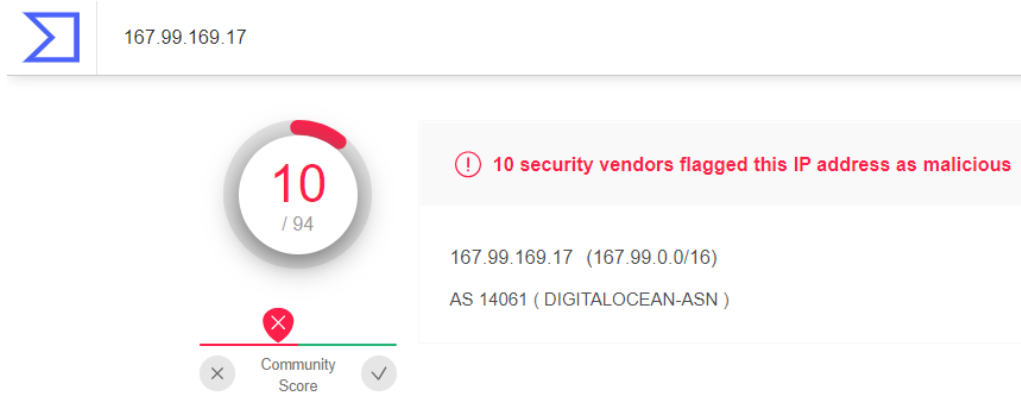 167.99.169.17
10
/ 94
10 security vendors flagged this IP address as malicious
167.99.169.17 (167.99.0.0/16)
AS 14061 ( DIGITALOCEAN-ASN )
Community
Score